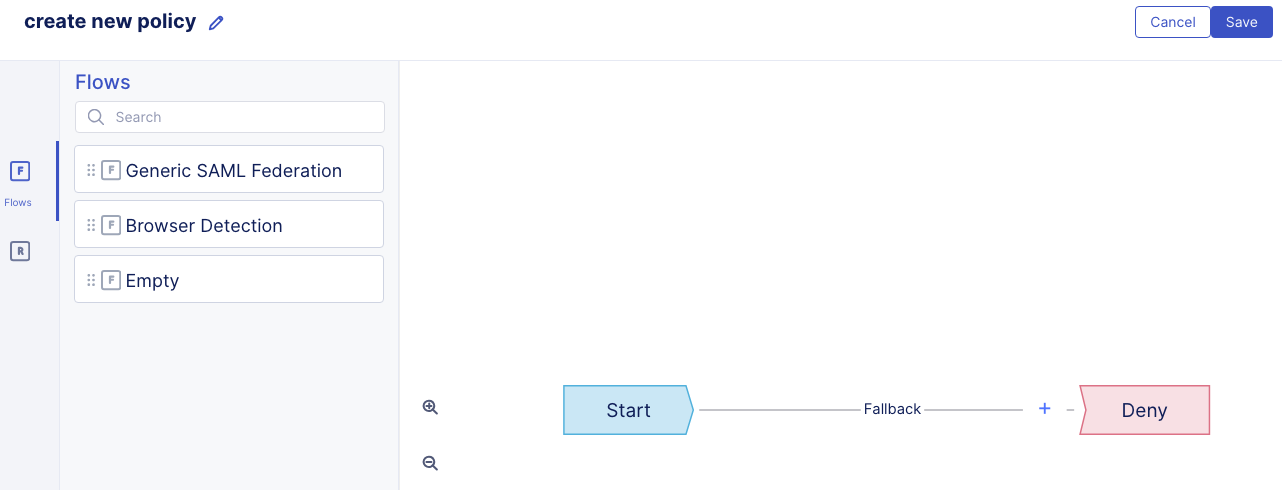 create new policy
Cancel
Save
Flows
Search
F
Flows
R
F Generic SAML Federation
F Browser Detection
F Empty
Start
Fallback
+
Deny